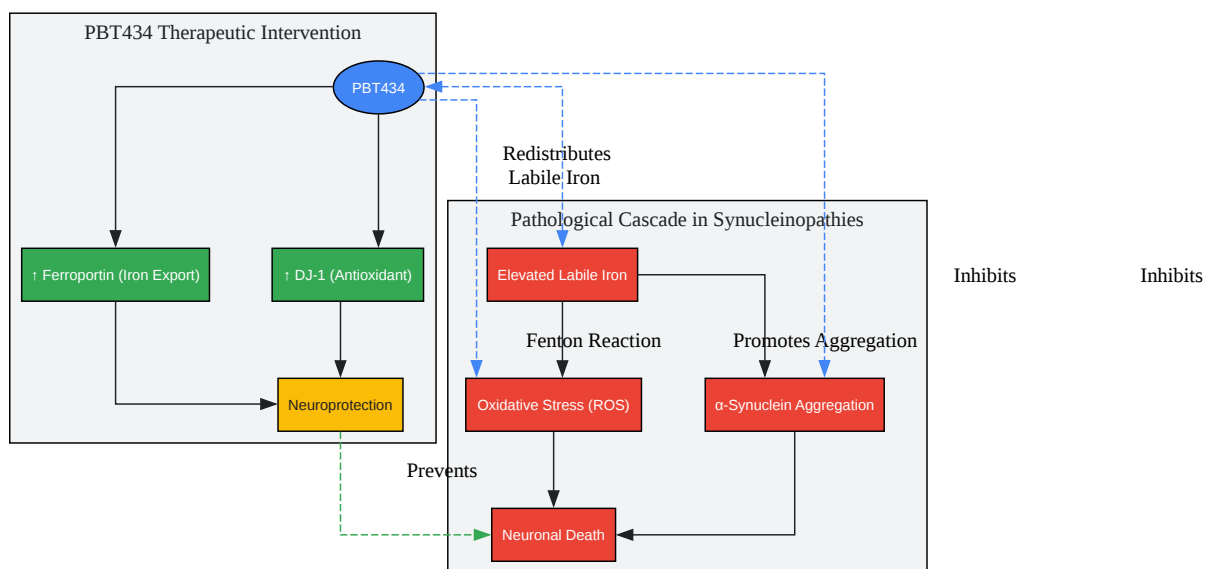 PBT434 Therapeutic Intervention
PBT434
Redistributes
Labile Iron
Pathological Cascade in Synucleinopathies
↑ Ferroportin (Iron Export)
↑ DJ-1 (Antioxidant)
Elevated Labile Iron
Inhibits
Inhibits
Fenton Reaction
Promotes Aggregation
Neuroprotection
Oxidative Stress (ROS)
α-Synuclein Aggregation
Prevents
Neuronal Death